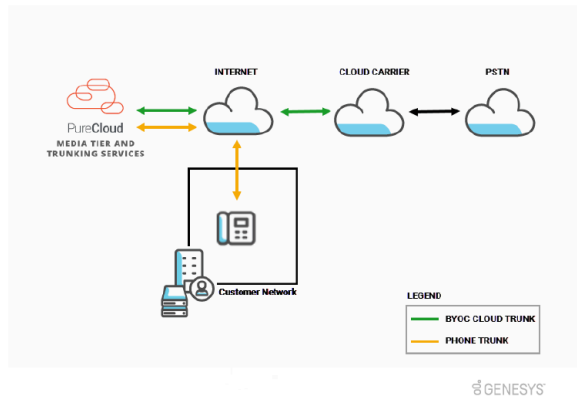 INTERNET
CLOUD CARRIER
PSTN
PureCloud
MEDIA TIER AND
TRUNKING SERVICES
Customer Network
LEGEND
BYOC CLOUD TRUNK
PHONE TRUNK
GENESYS